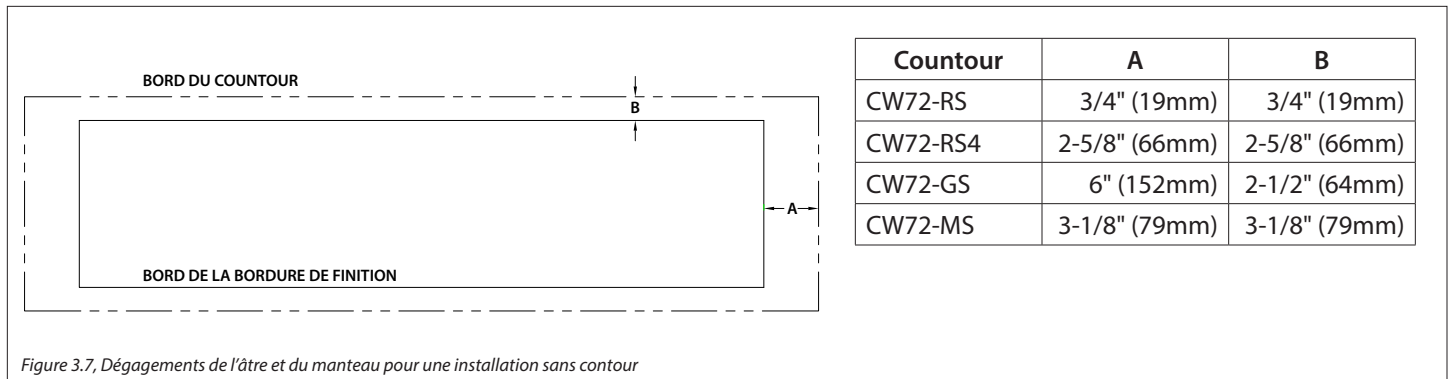 BORD DU COUNTOUR
B
A
BORD DE LA BORDURE DE FINITION
Countour A B
CW72-RS 3/4" (19mm) 3/4" (19mm)
CW72-RS4 2-5/8" (66mm) 2-5/8" (66mm)
CW72-GS 6" (152mm) 2-1/2" (64mm)
CW72-MS 3-1/8" (79mm) 3-1/8" (79mm)
Figure 3.7, Dégagements de l’âtre et du manteau pour une installation sans contour